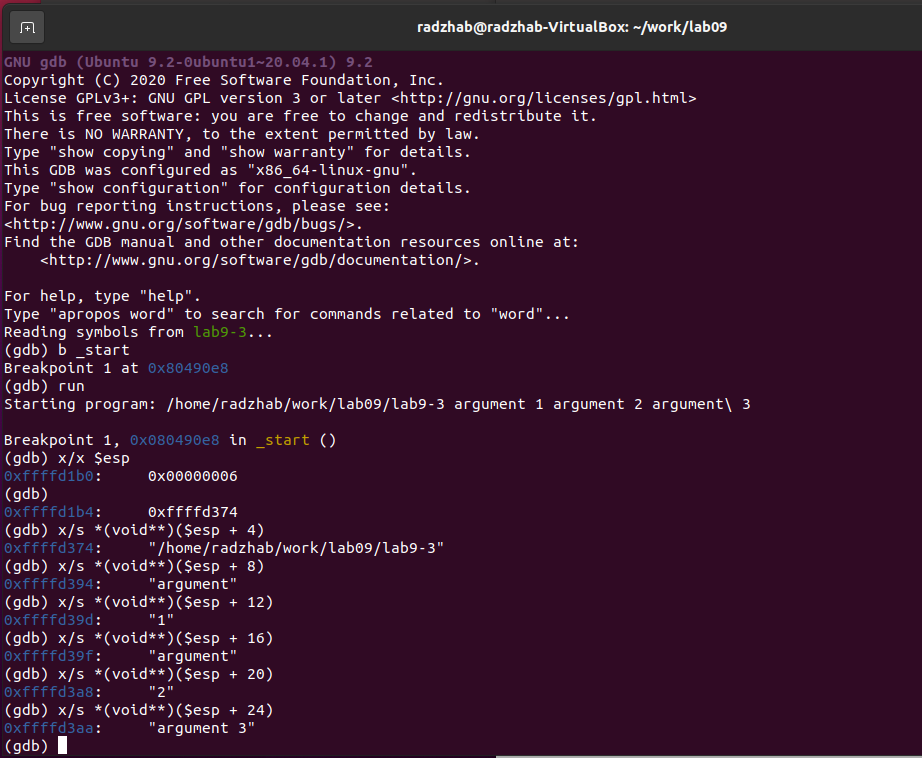 radzhab@radzhab-VirtualBox: ~/work/lab09
GNU gdb (Ubuntu 9.2-0ubuntu1~20.04.1) 9.2
Copyright (C) 2020 Free Software Foundation, Inc.
License GPLv3+: GNU GPL version 3 or later <http://gnu.org/licenses/gpl.html>
This is free software: you are free to change and redistribute it.
There is NO WARRANTY, to the extent permitted by law.
Type "show copying" and "show warranty" for details.
This GDB was configured as "x86_64-linux-gnu".
Type "show configuration" for configuration details.
For bug reporting instructions, please see:
<http://www.gnu.org/software/gdb/bugs/>.
Find the GDB manual and other documentation resources online at:
    <http://www.gnu.org/software/gdb/documentation/>.

For help, type "help".
Type "apropos word" to search for commands related to "word"...
Reading symbols from lab9-3...
(gdb) b _start
Breakpoint 1 at 0x80490e8
(gdb) run
Starting program: /home/radzhab/work/lab09/lab9-3 argument 1 argument 2 argument\ 3

Breakpoint 1, 0x080490e8 in _start ()
(gdb) x/x $esp
0xffffd1b0:     0x00000006
(gdb)
0xffffd1b4:     0xffffd374
(gdb) x/s *(void**)($esp + 4)
0xffffd374:     "/home/radzhab/work/lab09/lab9-3"
(gdb) x/s *(void**)($esp + 8)
0xffffd394:     "argument"
(gdb) x/s *(void**)($esp + 12)
0xffffd39d:     "1"
(gdb) x/s *(void**)($esp + 16)
0xffffd39f:     "argument"
(gdb) x/s *(void**)($esp + 20)
0xffffd3a8:     "2"
(gdb) x/s *(void**)($esp + 24)
0xffffd3aa:     "argument 3"
(gdb)